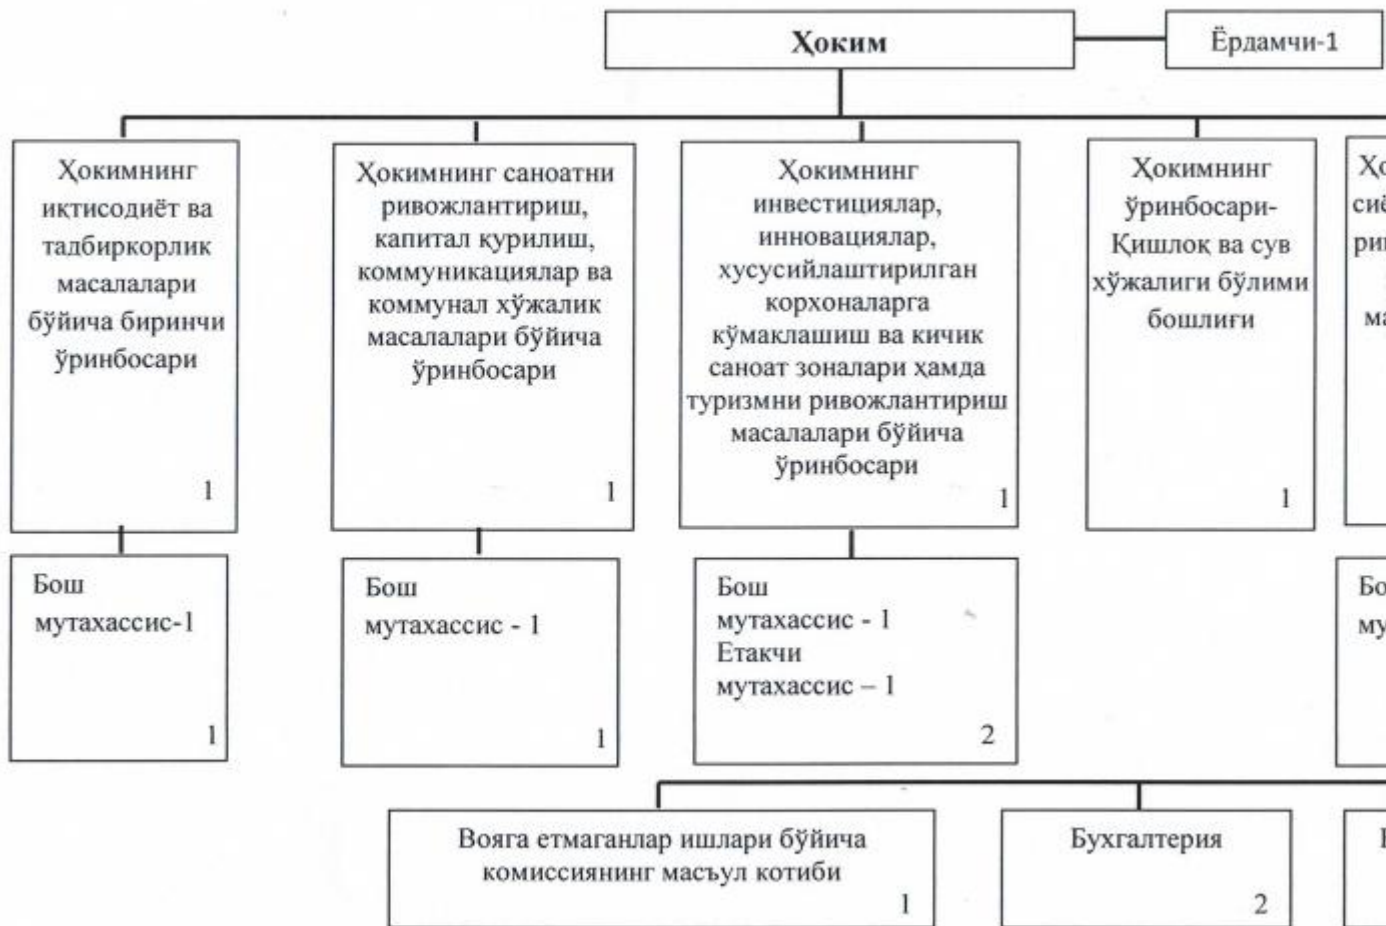 Ҳоким
Ёрдамчи-1
Ҳокимнинг
иқтисодиёт ва
тадбиркорлик
масалалари
бўйича биринчи
ўринбосари
1
Ҳокимнинг саноатни
ривожлантириш,
капитал қурилиш,
коммуникациялар ва
коммунал хўжалик
масалалари бўйича
ўринбосари
1
Ҳокимнинг
инвестициялар,
инновациялар,
хусусийлаштирилган
корхоналарга
кўмаклашиш ва кичик
саноат зоналари ҳамда
туризмни ривожлантириш
масалалари бўйича
ўринбосари
1
Ҳокимнинг
ўринбосари-
Қишлоқ ва сув
хўжалиги бўлими
бошлиғи
1
Бош
мутахассис-1
1
Бош
мутахассис - 1
1
Бош
мутахассис - 1
Етакчи
мутахассис – 1
2
Вояга етмаганлар ишлари бўйича
комиссиянинг масъул котиби
1
Бухгалтерия
2